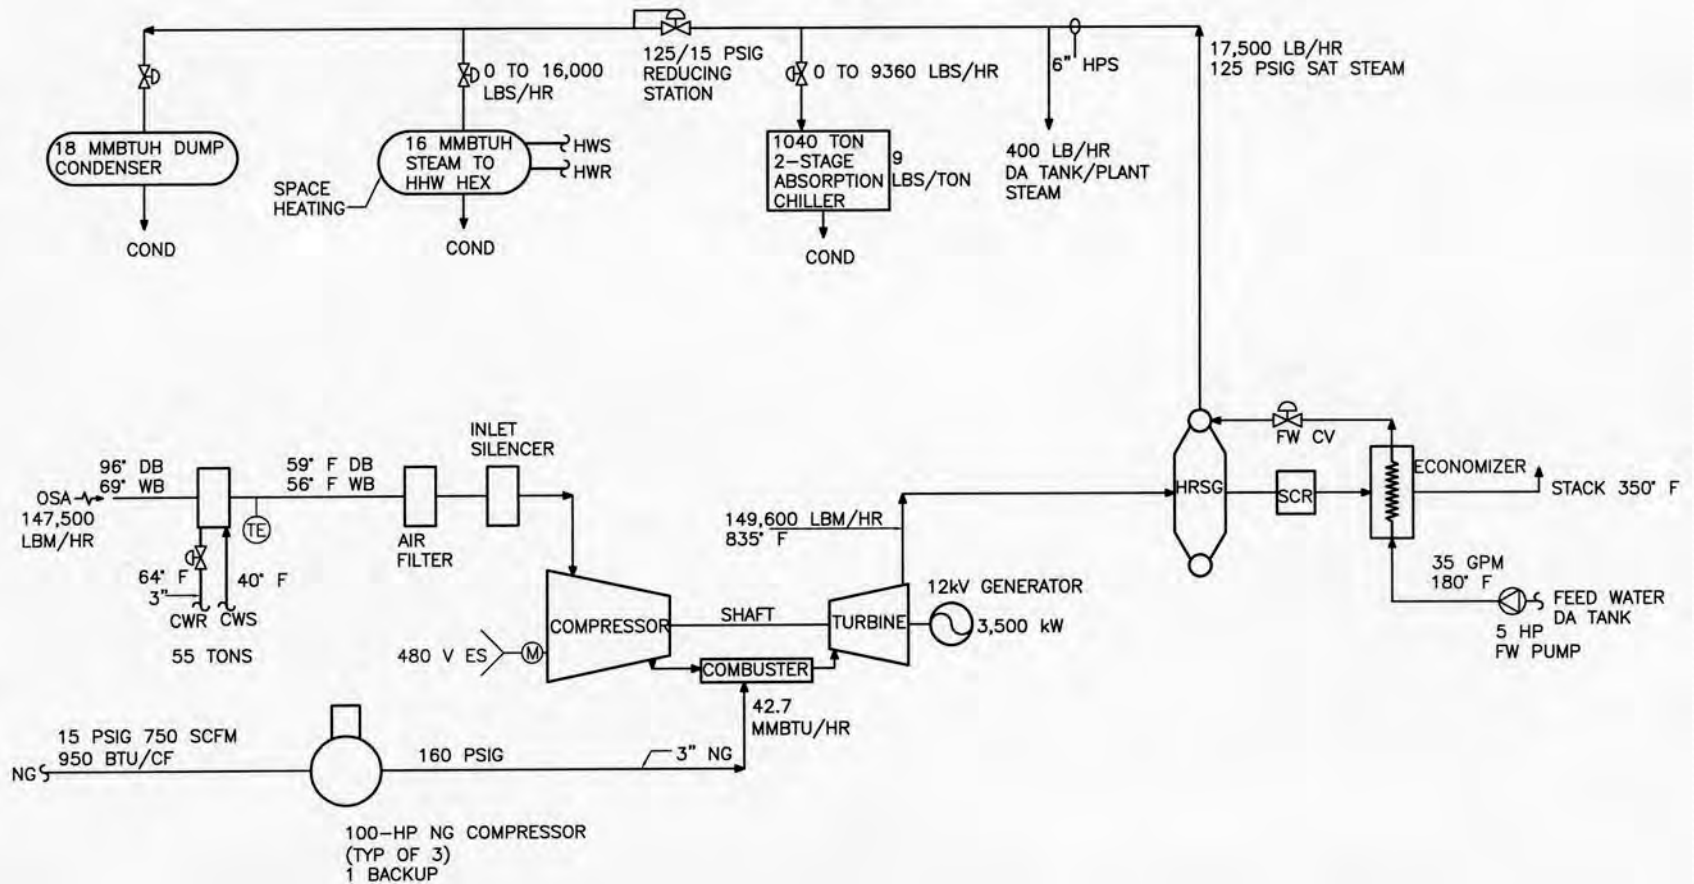 17,500 LB/HR
125 PSIG SAT STEAM
125/15 PSIG
REDUCING
STATION
6" HPS
0 TO 16,000
LBS/HR
0 TO 9360 LBS/HR
18 MMBTUH DUMP
CONDENSER
16 MMBTUH
STEAM TO
HHW HEX
HWS
HWR
SPACE
HEATING
1040 TON
2-STAGE
ABSORPTION
CHILLER
9
LBS/TON
400 LB/HR
DA TANK/PLANT
STEAM
COND
COND
COND
INLET
SILENCER
96° DB
69° WB
59° F DB
56° F WB
OSA
147,500
LBM/HR
TE
AIR
FILTER
64° F
3"
40° F
CWR
CWS
55 TONS
FW CV
ECONOMIZER
HRSG
SCR
STACK 350° F
149,600 LBM/HR
835° F
35 GPM
180° F
FEED WATER
DA TANK
5 HP
FW PUMP
12kV GENERATOR
3,500 kW
COMPRESSOR
SHAFT
TURBINE
480 V ES
M
COMBUSTER
42.7
MMBTU/HR
15 PSIG 750 SCFM
950 BTU/CF
NG
160 PSIG
3" NG
100-HP NG COMPRESSOR
(TYP OF 3)
1 BACKUP